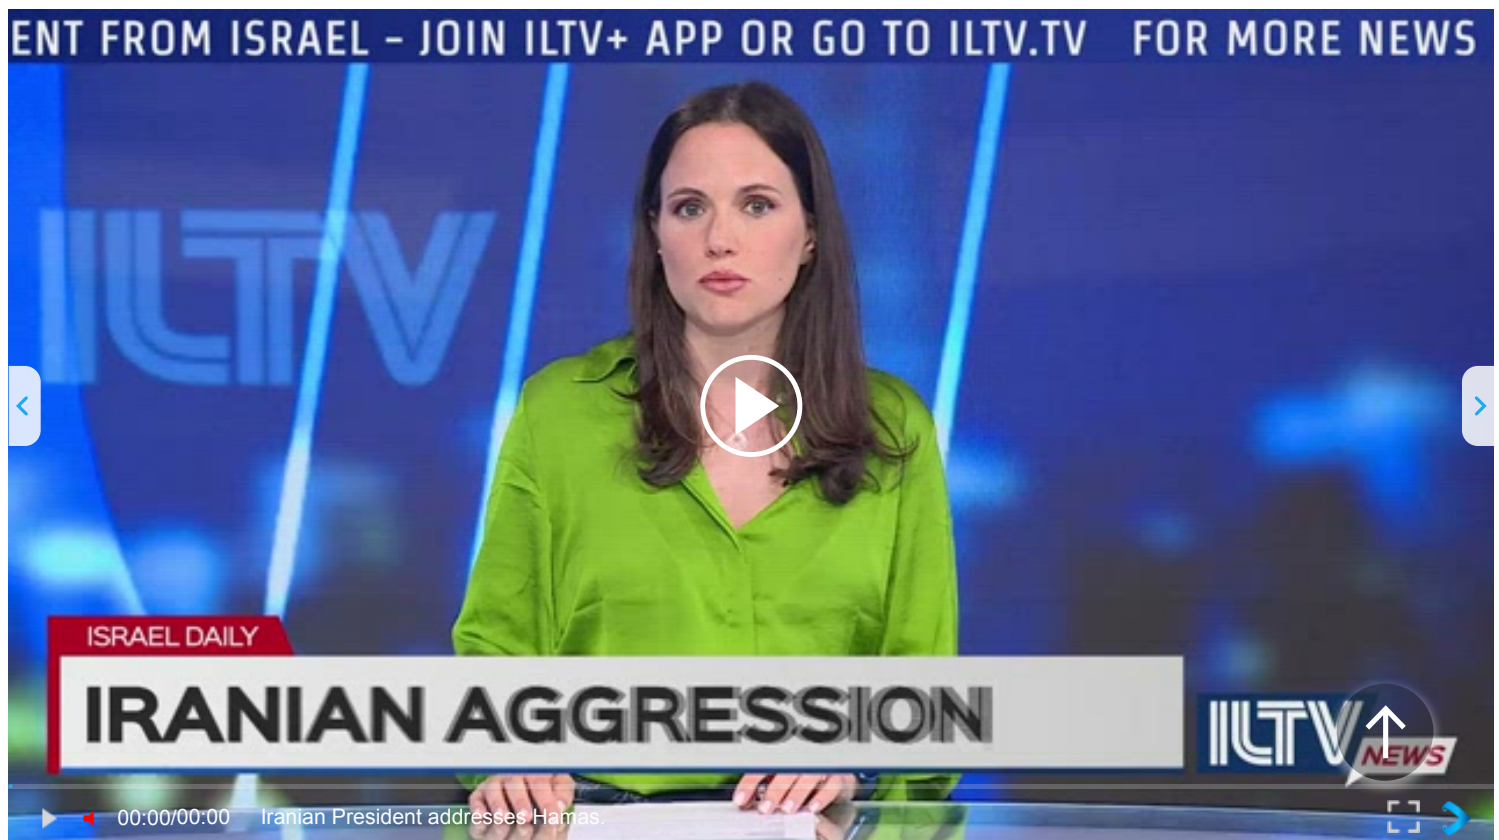 ENT FROM ISRAEL - JOIN ILTV+ APP OR GO TO ILTV.TV FOR MORE NEWS
ILTV
ISRAEL DAILY
IRANIAN AGGRESSION
ILTV
NEWS
00:00/00:00 Iranian President addresses Hamas.